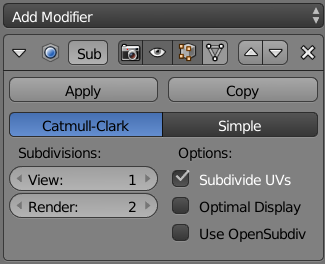 Add Modifier
Sub
Apply Copy
Catmull-Clark Simple
Subdivisions: Options:
View: 1 Subdivide UVs
Render: 2 Optimal Display
Use OpenSubdiv